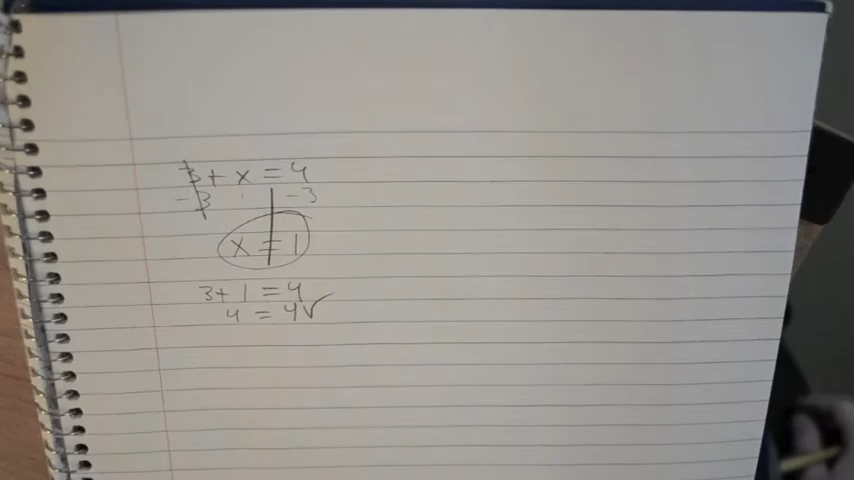 3 + x = 4
-3 -3
x = 1
3 + 1 = 4
4 = 4 ✓